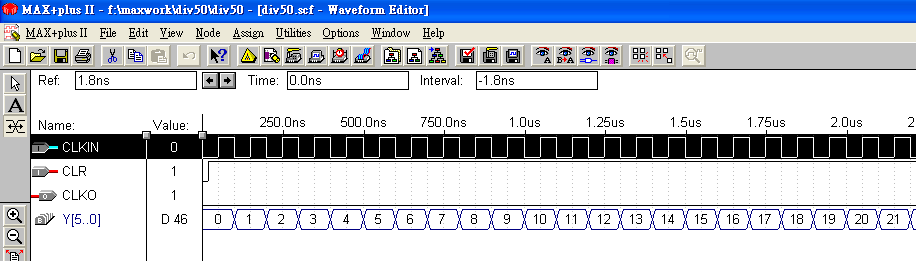 MAX+plus II - f:\maxwork\div50\div50 - [div50.scf - Waveform Editor]
MAX+plus II File Edit View Node Assign Utilities Options Window Help
Ref: 1.8ns Time: 0.0ns Interval: -1.8ns
Name: Value: 250.0ns 500.0ns 750.0ns 1.0us 1.25us 1.5us 1.75us 2.0us 2
CLKIN 0
CLR 1
CLKO 1
Y[5..0] D 46 0 1 2 3 4 5 6 7 8 9 10 11 12 13 14 15 16 17 18 19 20 21